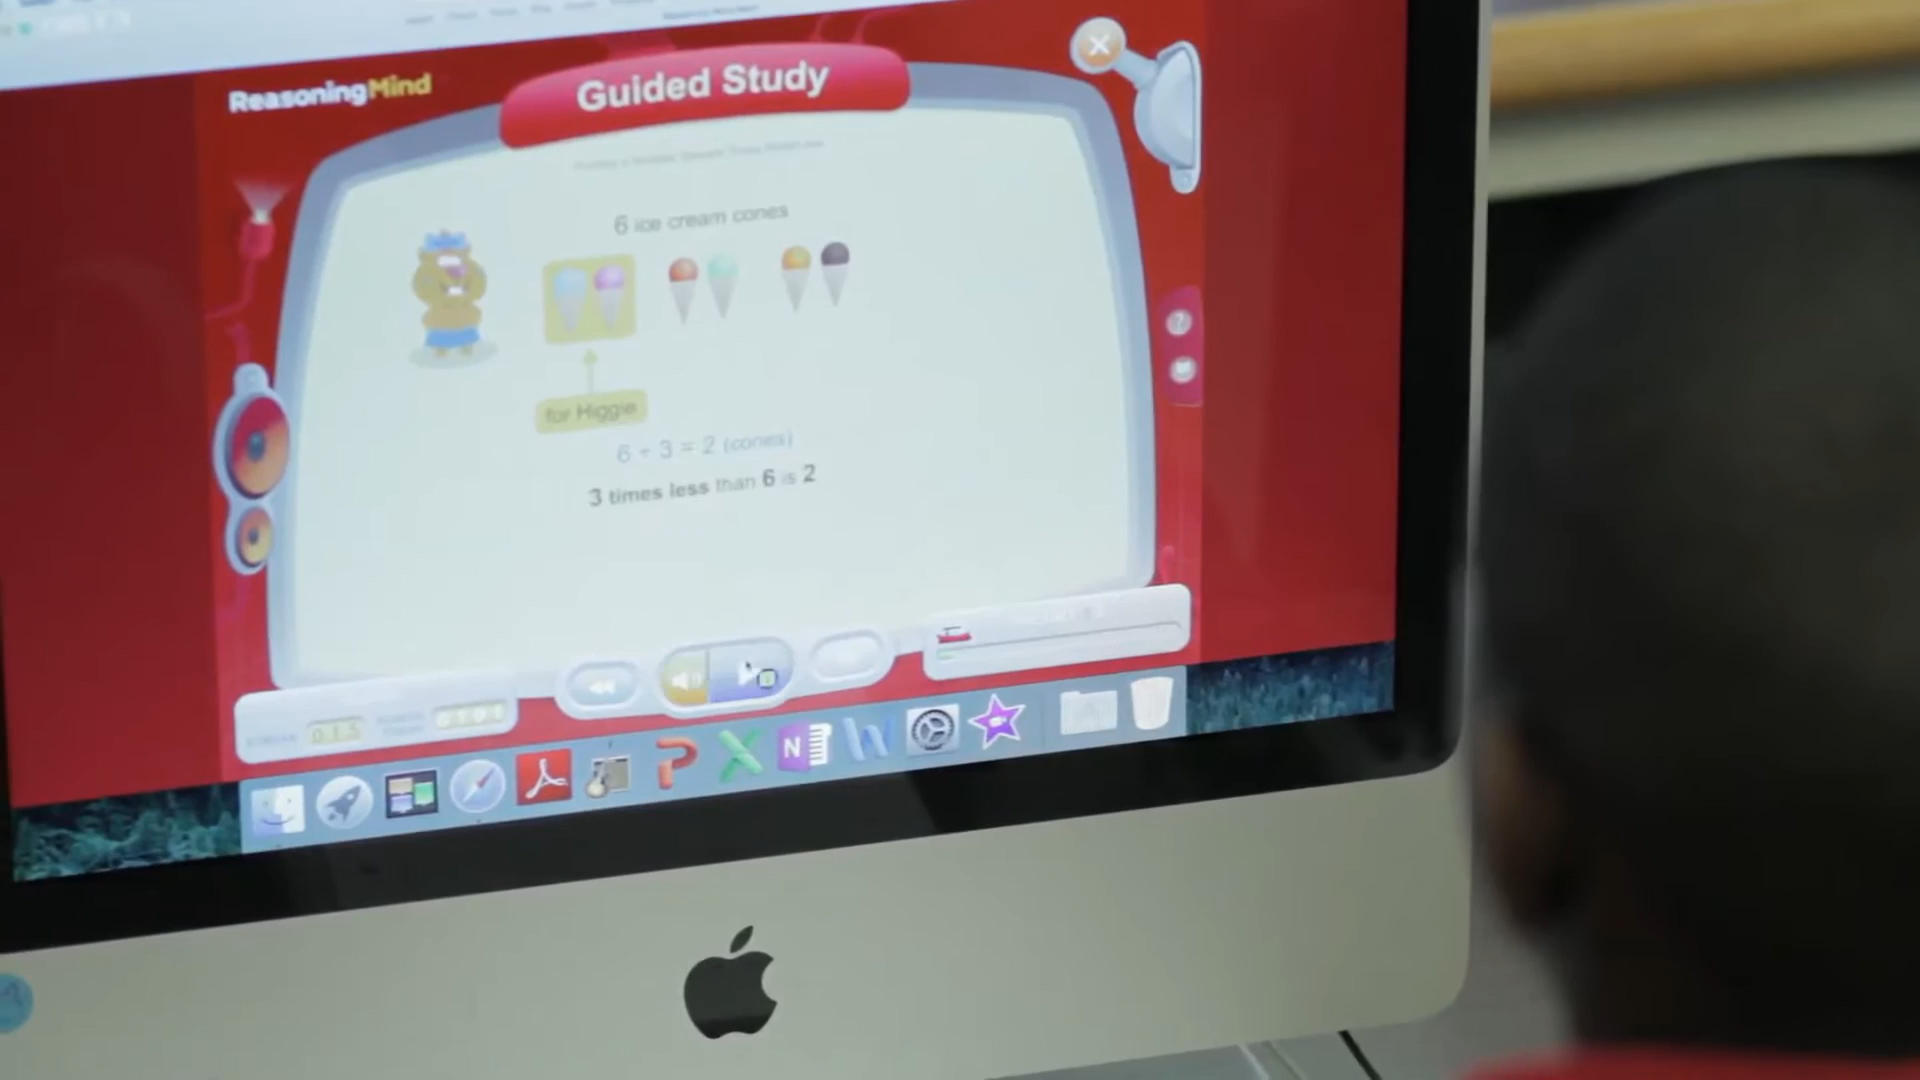 ReasoningMind
Guided Study
6 ice cream cones
for Higgie
6 ÷ 3 = 2 (cones)
3 times less than 6 is 2